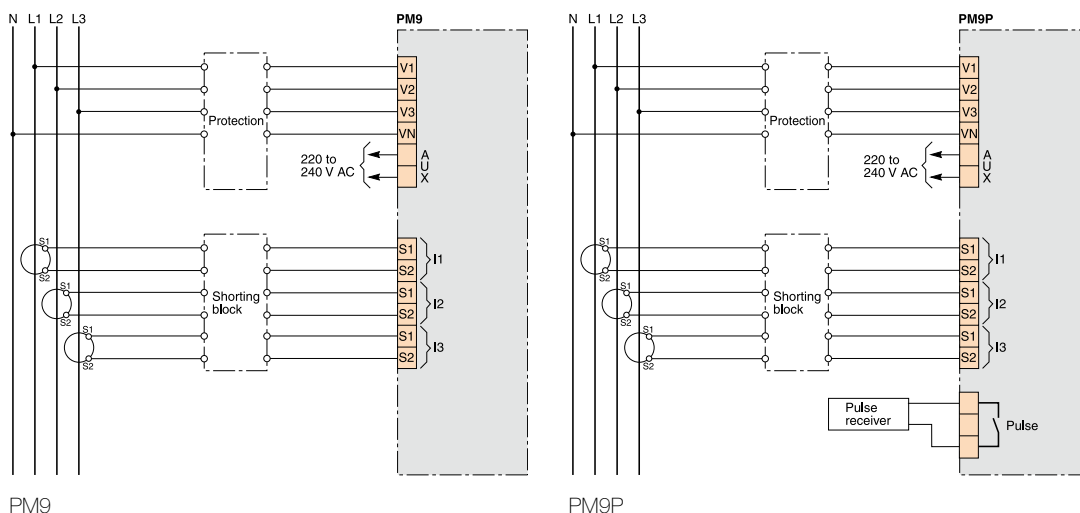 N L1 L2 L3
PM9
V1
V2
V3
VN
Protection
220 to
240 V AC
A
U
X
S1
S2
S1
S2
S1
S2
Shorting
block
S1
S2
S1
S2
S1
S2
I1
I2
I3
PM9
N L1 L2 L3
PM9P
V1
V2
V3
VN
Protection
220 to
240 V AC
A
U
X
S1
S2
S1
S2
S1
S2
Shorting
block
S1
S2
S1
S2
S1
S2
I1
I2
I3
Pulse
receiver
Pulse
PM9P